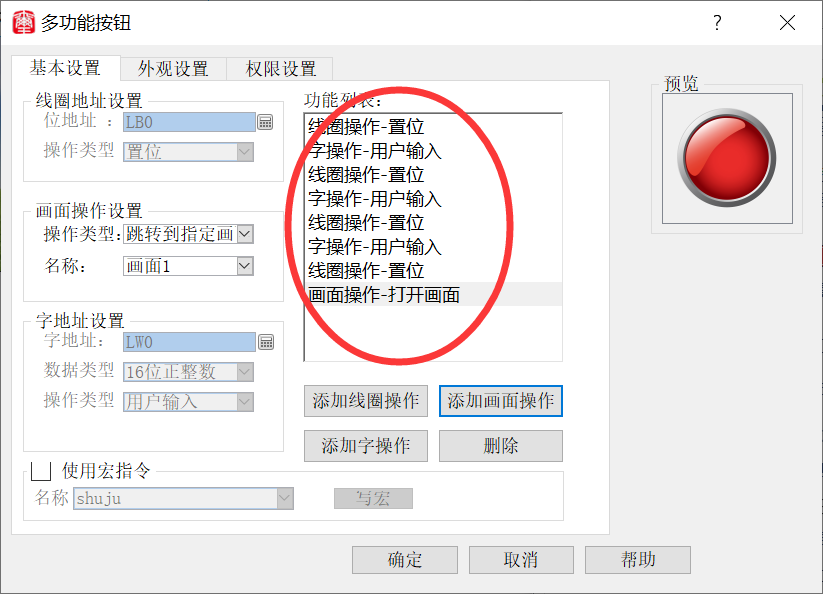 多功能按钮
?
基本设置
外观设置
权限设置
线圈地址设置
位地址 :
LB0
操作类型
置位
画面操作设置
操作类型:
跳转到指定画
名称:
画面1
字地址设置
字地址:
LW0
数据类型
16位正整数
操作类型
用户输入
功能列表:
线圈操作-置位
字操作-用户输入
线圈操作-置位
字操作-用户输入
线圈操作-置位
字操作-用户输入
线圈操作-置位
画面操作-打开画面
添加线圈操作
添加画面操作
添加字操作
删除
使用宏指令
名称
shuju
写宏
预览
确定
取消
帮助